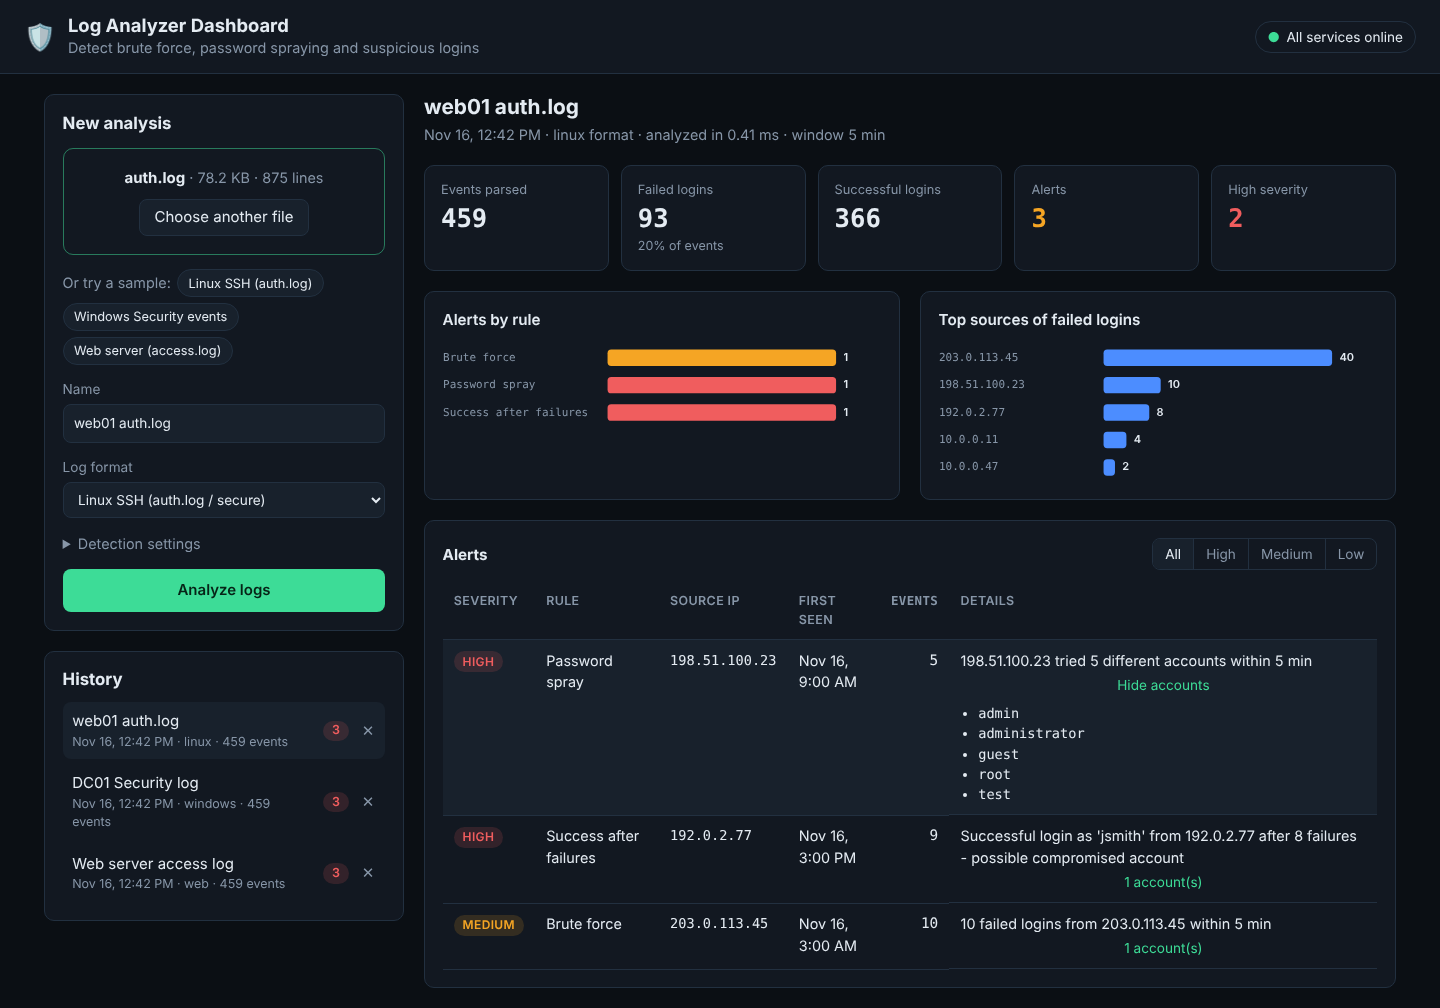 Log Analyzer Dashboard
Detect brute force, password spraying and suspicious logins
All services online
New analysis
auth.log · 78.2 KB · 875 lines
Choose another file
Or try a sample: Linux SSH (auth.log)
Windows Security events
Web server (access.log)
Name
web01 auth.log
Log format
Linux SSH (auth.log / secure)
Detection settings
Analyze logs
History
web01 auth.log
Nov 16, 12:42 PM · linux · 459 events
3 ×
DC01 Security log
Nov 16, 12:42 PM · windows · 459
events
3 ×
Web server access log
Nov 16, 12:42 PM · web · 459 events
3 ×
web01 auth.log
Nov 16, 12:42 PM · linux format · analyzed in 0.41 ms · window 5 min
Events parsed
459
Failed logins
93
20% of events
Successful logins
366
Alerts
3
High severity
2
Alerts by rule
Brute force 1
Password spray 1
Success after failures 1
Top sources of failed logins
203.0.113.45 40
198.51.100.23 10
192.0.2.77 8
10.0.0.11 4
10.0.0.47 2
Alerts
All High Medium Low
SEVERITY RULE SOURCE IP FIRST EVENTS DETAILS
SEEN
HIGH Password 198.51.100.23 Nov 16, 5 198.51.100.23 tried 5 different accounts within 5 min
spray 9:00 AM
Hide accounts
• admin
• administrator
• guest
• root
• test
HIGH Success after 192.0.2.77 Nov 16, 9 Successful login as 'jsmith' from 192.0.2.77 after 8 failures
failures 3:00 PM - possible compromised account
1 account(s)
MEDIUM Brute force 203.0.113.45 Nov 16, 10 10 failed logins from 203.0.113.45 within 5 min
3:00 AM
1 account(s)